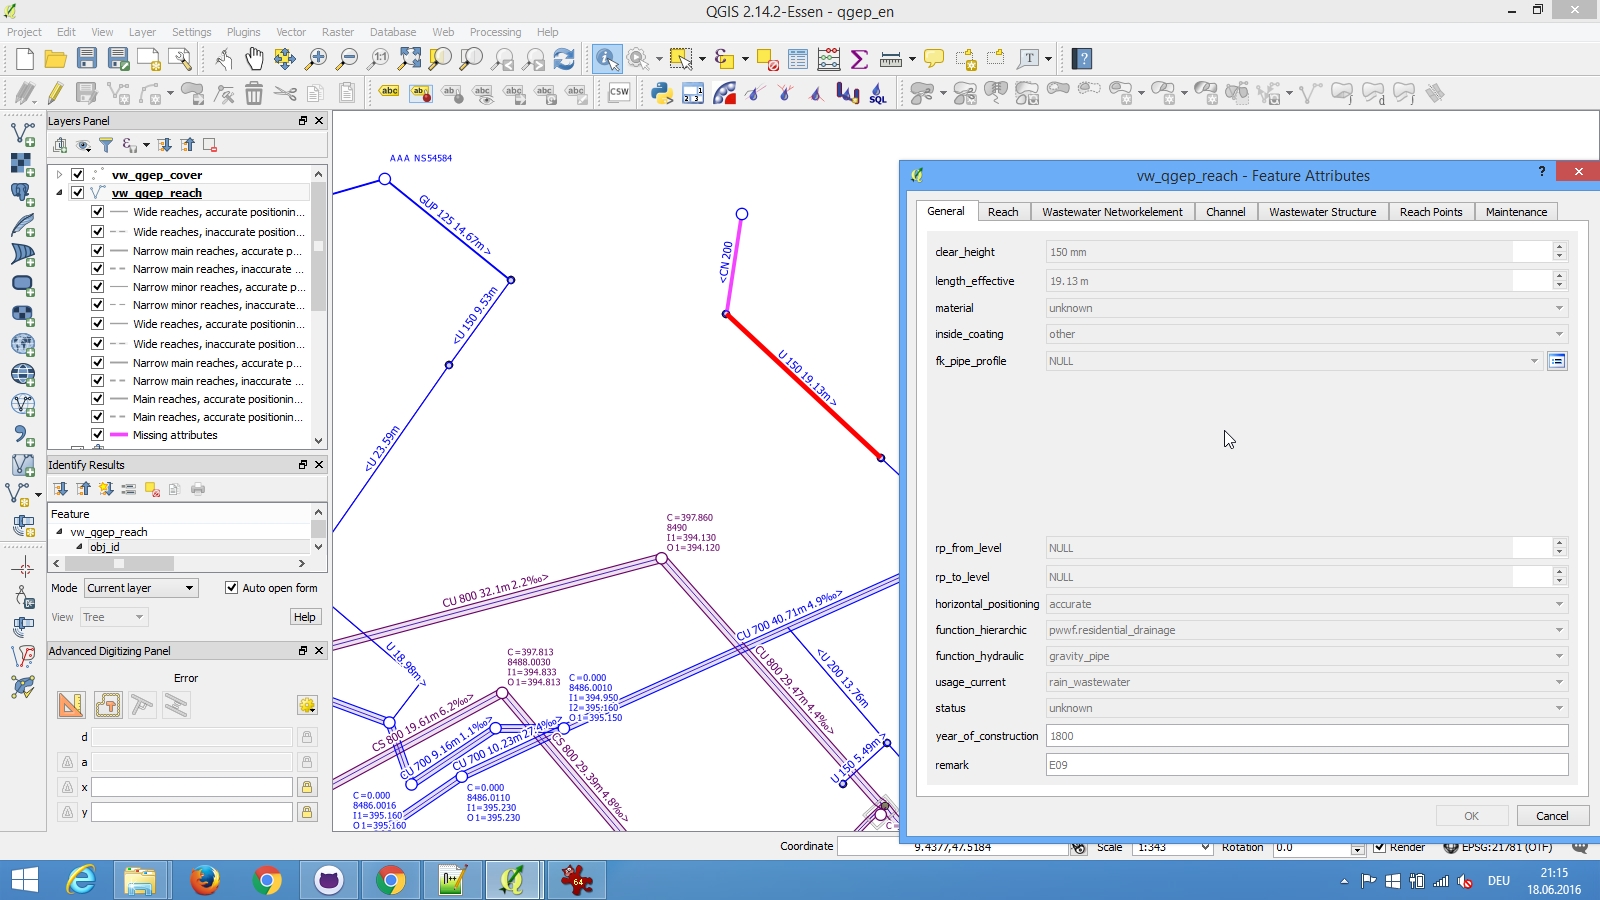 QGIS 2.14.2-Essen - qgep_en
Project Edit View Layer Settings Plugins Vector Raster Database Web Processing Help
Layers Panel
vw_qgep_cover
vw_qgep_reach
Wide reaches, accurate positionin...
Wide reaches, inaccurate position...
Narrow main reaches, accurate p...
Narrow main reaches, inaccurate ...
Narrow minor reaches, accurate p...
Narrow minor reaches, inaccurate...
Wide reaches, accurate positionin...
Wide reaches, inaccurate position...
Narrow main reaches, accurate p...
Narrow main reaches, inaccurate ...
Main reaches, accurate positionin...
Main reaches, accurate positionin...
Missing attributes
Identify Results
Feature
vw_qgep_reach
obj_id
Mode Current layer Auto open form
View Tree Help
Advanced Digitizing Panel
Error
d
a
x
y
AAA NS54584
GUP 125 14.67m >
<U 150 9.53m
<U 23.59m
<CN 200
U 150 19.13m >
C=397.860
8490
I1=394.130
O1=394.120
CU 800 32.1m 2.2‰>
CU 700 40.71m 4.9‰>
CU 800 29.47m 4.4‰>
<U 200 13.76m
U 150 5.49m >
U 18.98m>
C=397.813
8488.0030
I1=394.833
O1=394.813
C=0.000
8486.0010
I1=394.950
I2=395.160
O1=395.150
CS 800 19.61m 6.2‰>
CU 700 9.16m 1.1‰>
CU 700 10.23m 27.4‰>
CS 800 29.39m 4.8‰>
C=0.000
8486.0016
I1=395.160
O1=395.160
C=0.000
8486.0110
I1=395.230
O1=395.230
C=
vw_qgep_reach - Feature Attributes
General Reach Wastewater Networkelement Channel Wastewater Structure Reach Points Maintenance
clear_height 150 mm
length_effective 19.13 m
material unknown
inside_coating other
fk_pipe_profile NULL
rp_from_level NULL
rp_to_level NULL
horizontal_positioning accurate
function_hierarchic pwwf.residential_drainage
function_hydraulic gravity_pipe
usage_current rain_wastewater
status unknown
year_of_construction 1800
remark E09
OK Cancel
Coordinate 9.4377,47.5184 Scale 1:343 Rotation 0.0 Render EPSG:21781 (OTF)
DEU
21:15
18.06.2016
abc
CSW
SQL
64